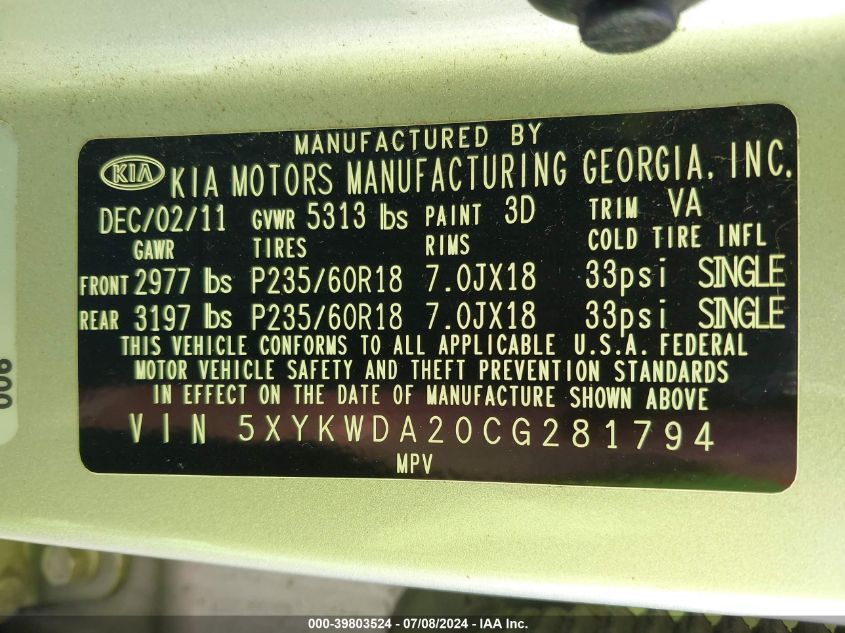 MANUFACTURED BY
KIA KIA MOTORS MANUFACTURING GEORGIA, INC.
DEC/02/11 GVWR 5313 lbs PAINT 3D TRIM VA
GAWR TIRES RIMS COLD TIRE INFL
FRONT 2977 lbs P235/60R18 7.0JX18 33psi SINGLE
REAR 3197 lbs P235/60R18 7.0JX18 33psi SINGLE
THIS VEHICLE CONFORMS TO ALL APPLICABLE U.S.A. FEDERAL
MOTOR VEHICLE SAFETY AND THEFT PREVENTION STANDARDS
IN EFFECT ON THE DATE OF MANUFACTURE SHOWN ABOVE
VIN 5XYKWDA20CG281794
MPV
000-39803524 / 07/08/2024 - IAA Inc.